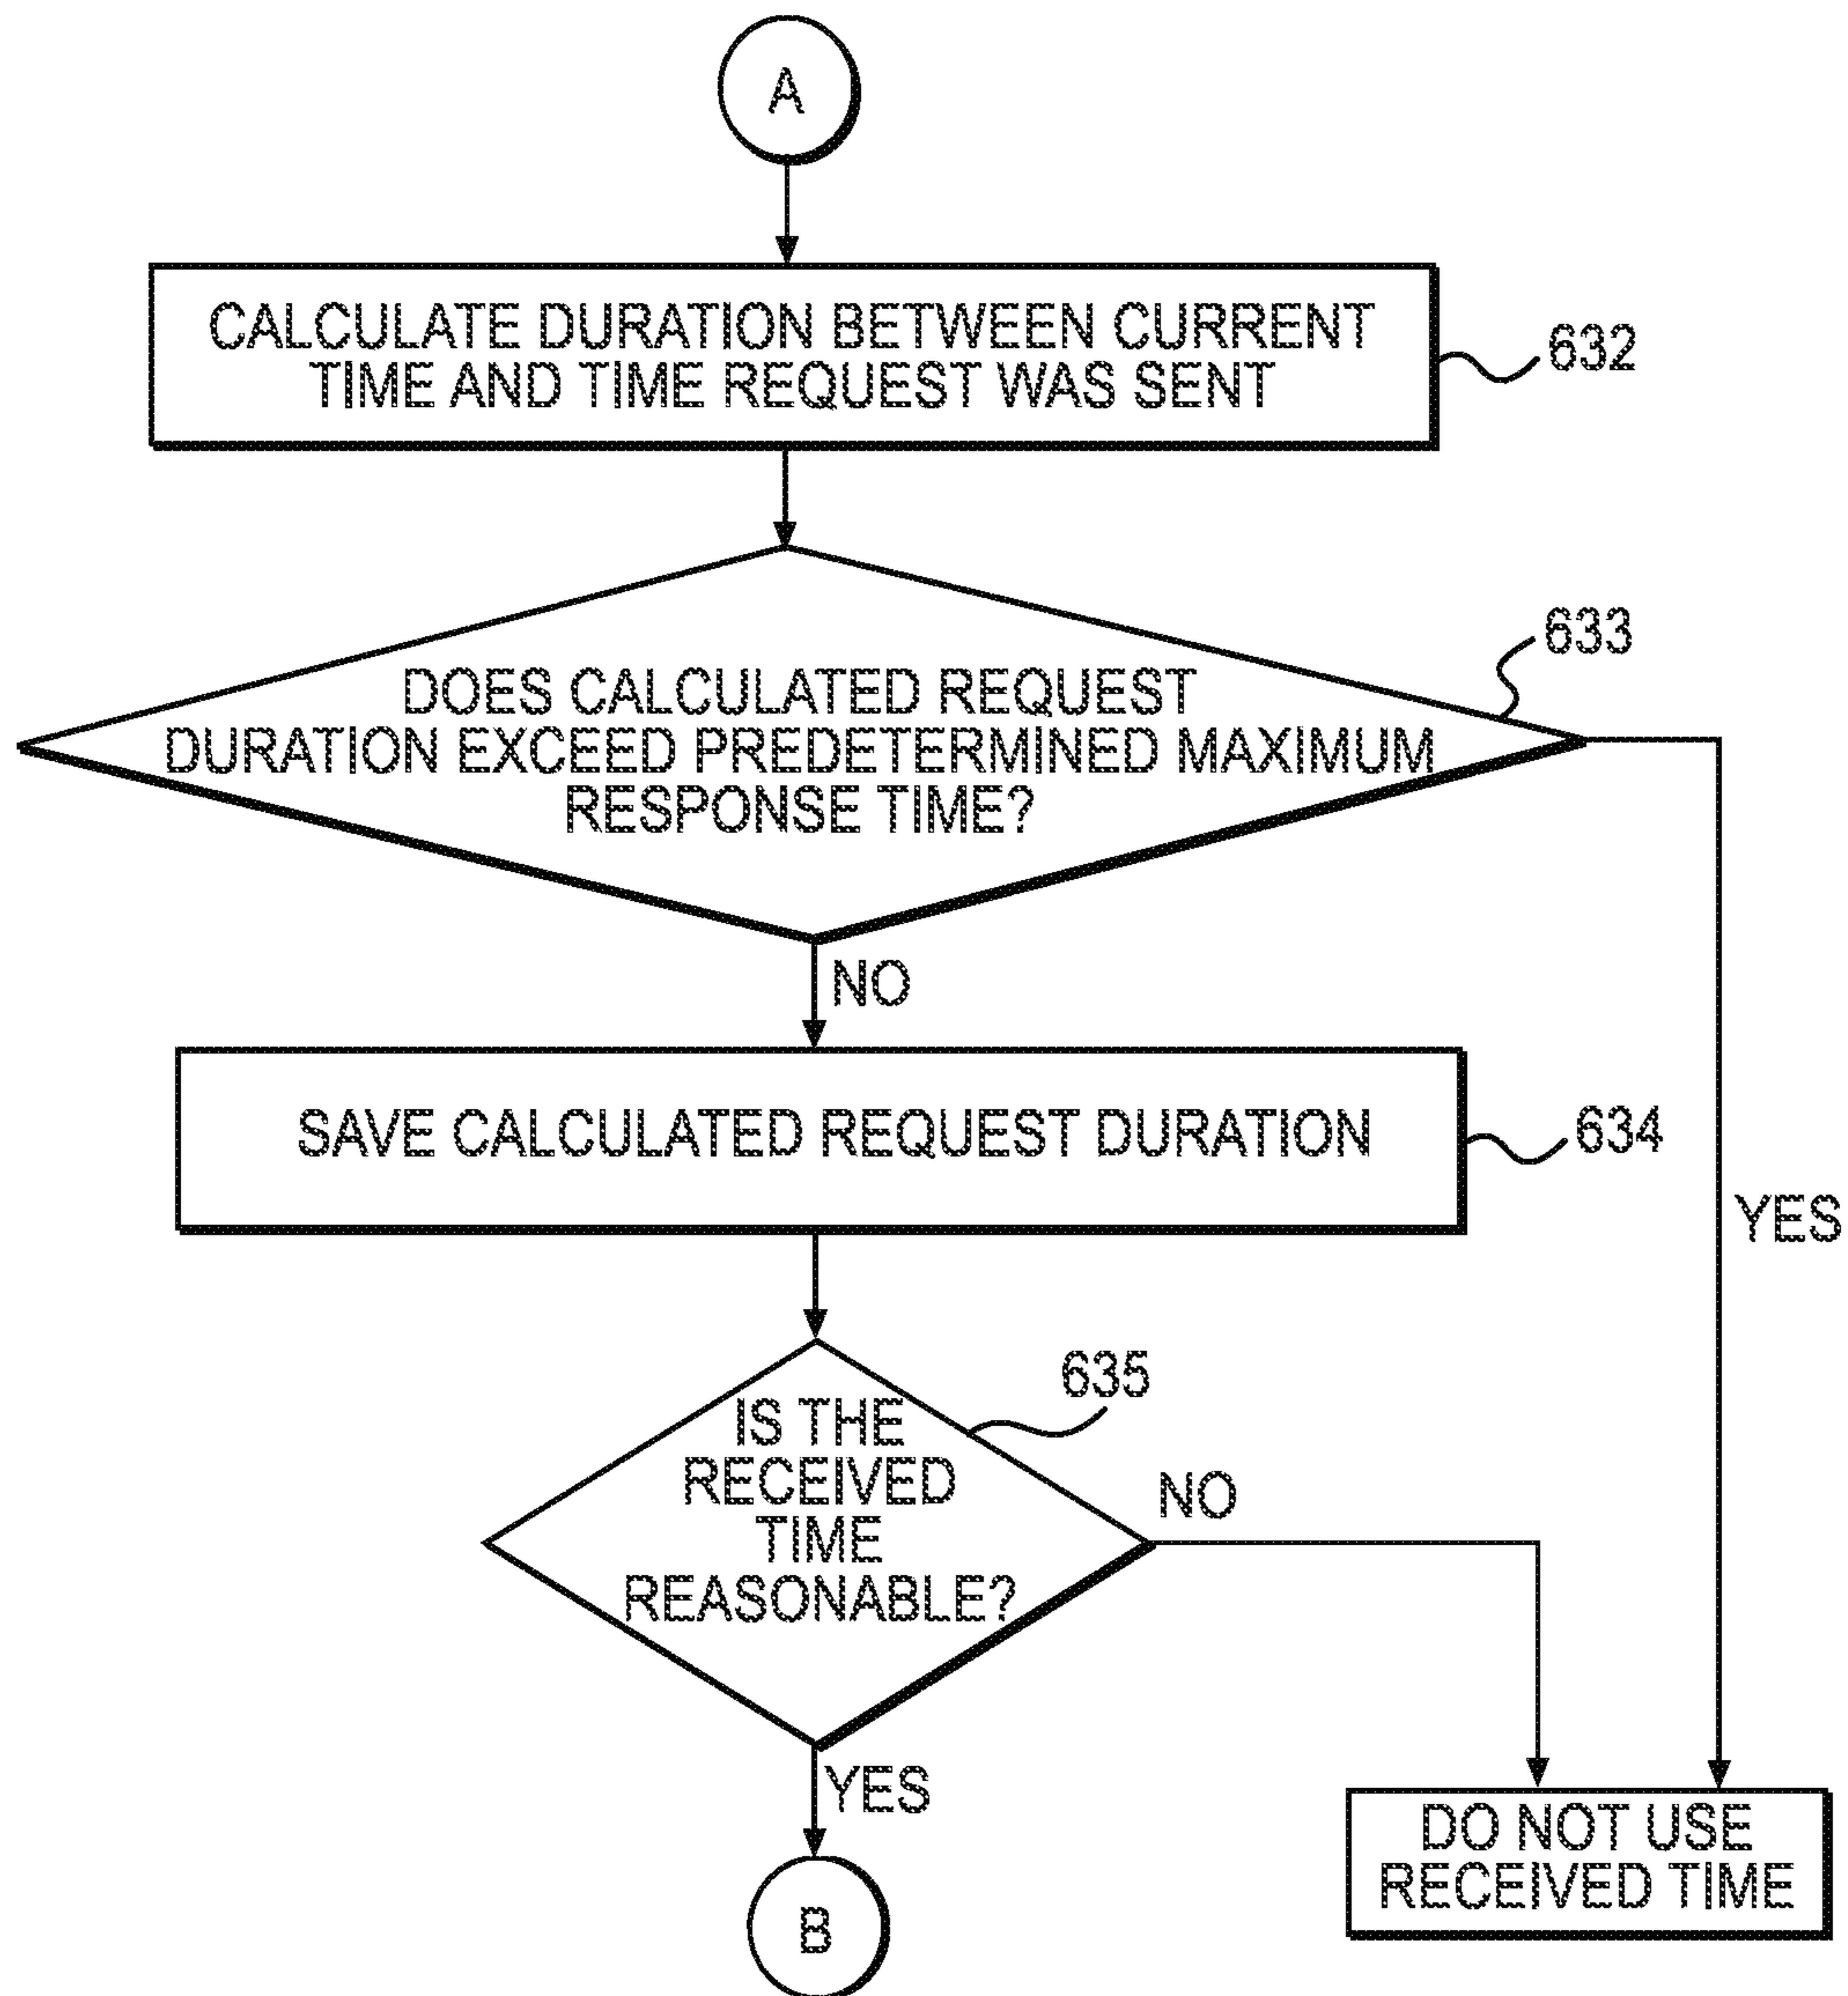 A
CALCULATE DURATION BETWEEN CURRENT
TIME AND TIME REQUEST WAS SENT
632
633
DOES CALCULATED REQUEST
DURATION EXCEED PREDETERMINED MAXIMUM
RESPONSE TIME?
NO
SAVE CALCULATED REQUEST DURATION
634
YES
635
IS THE
RECEIVED
TIME
REASONABLE?
NO
YES
DO NOT USE
RECEIVED TIME
B